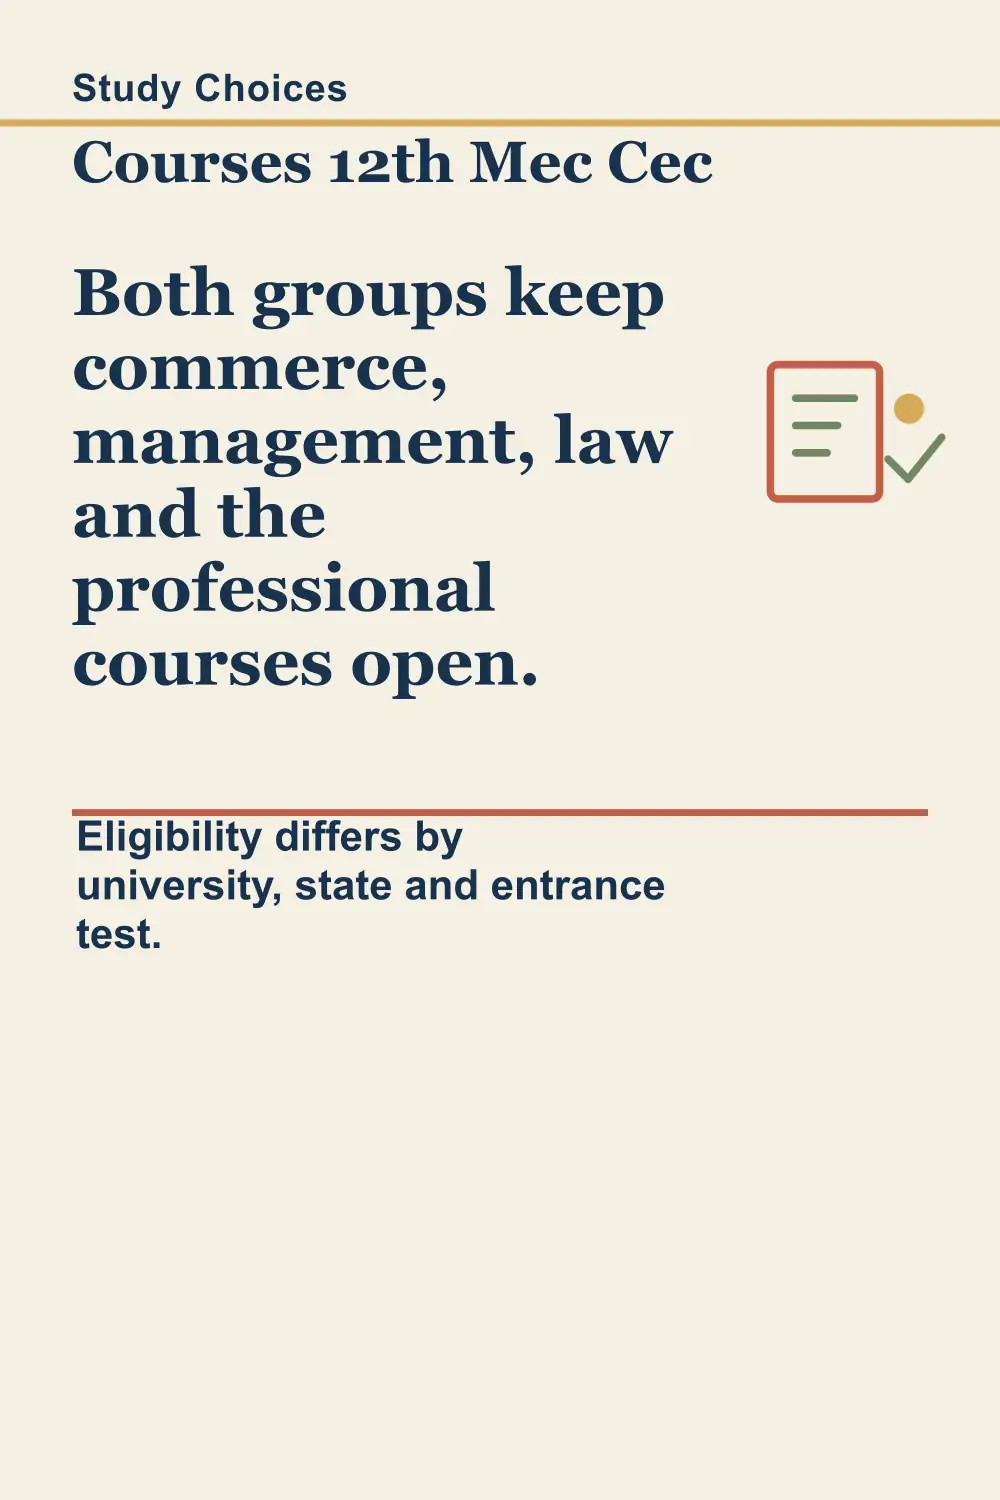 Study Choices
Courses 12th Mec Cec
Both groups keep
commerce,
management, law
and the
professional
courses open.
Eligibility differs by
university, state and entrance
test.